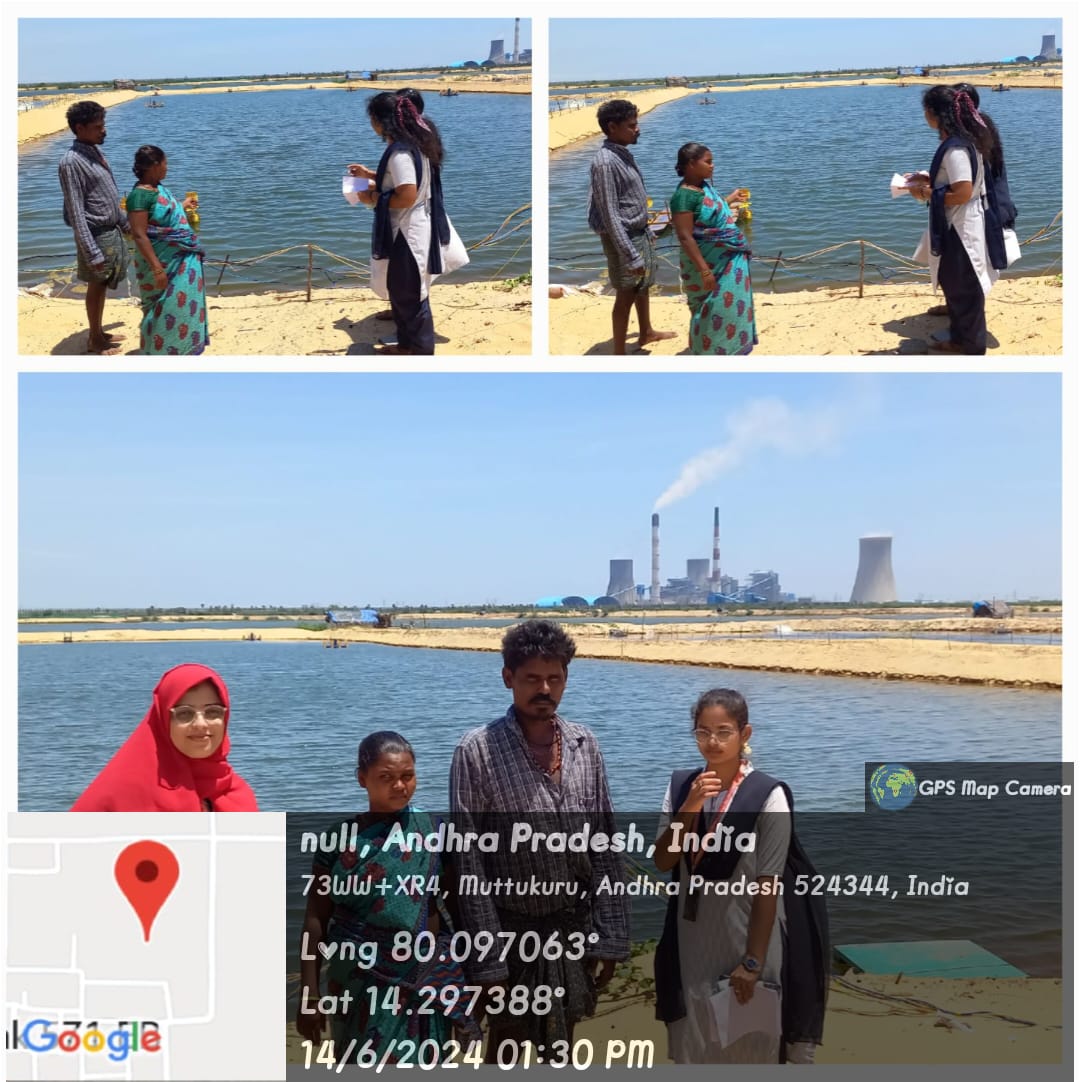 GPS Map Camera
null, Andhra Pradesh, India
73WW+XR4, Muttukuru, Andhra Pradesh 524344, India
Long 80.097063°
Lat 14.297388°
14/6/2024 01:30 PM
Google